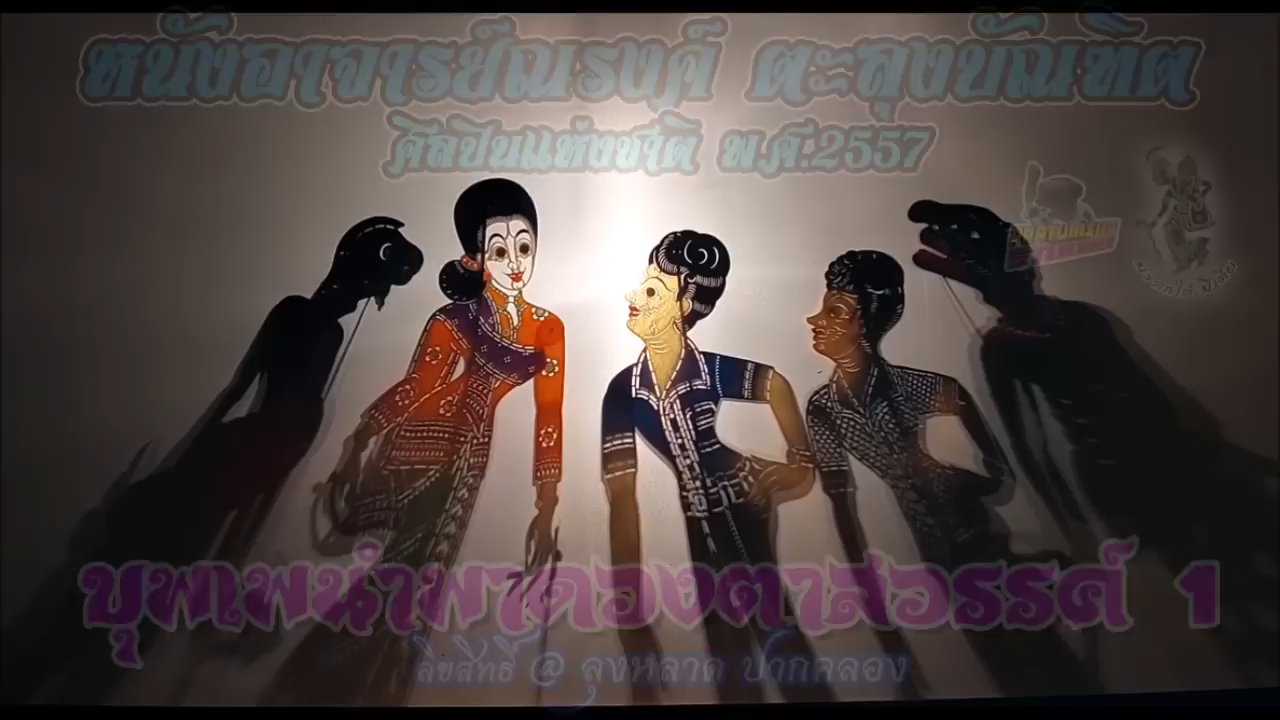 หนังอาจารย์ณรงค์ ตะลุงบัณฑิต
ศิลปินแห่งชาติ พ.ศ.2557
บุพเพนำพาดวงตาสวรรค์ 1
ลิขสิทธิ์ @ ลุงหลาด ปากคลอง